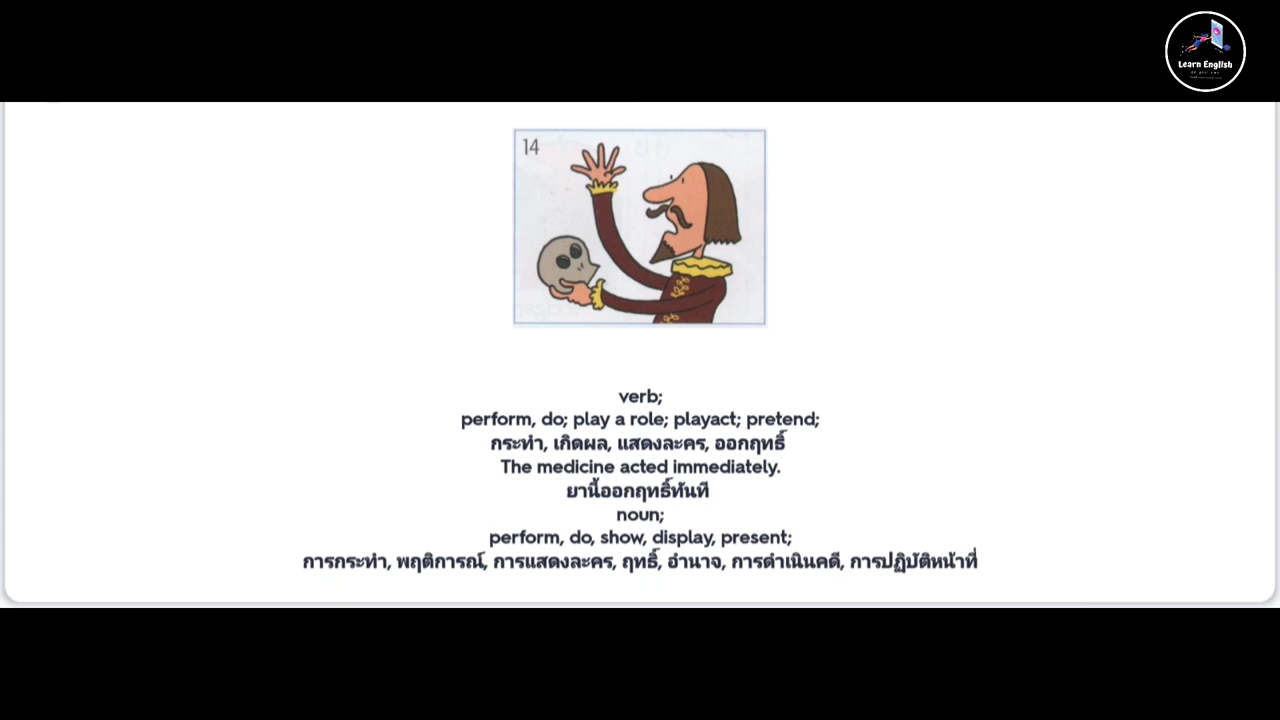 Learn English
14
verb;
perform, do; play a role; playact; pretend;
กระทำ, เกิดผล, แสดงละคร, ออกฤทธิ์
The medicine acted immediately.
ยานี้ออกฤทธิ์ทันที
noun;
perform, do, show, display, present;
การกระทำ, พฤติการณ์, การแสดงละคร, ฤทธิ์, อำนาจ, การดำเนินคดี, การปฏิบัติหน้าที่